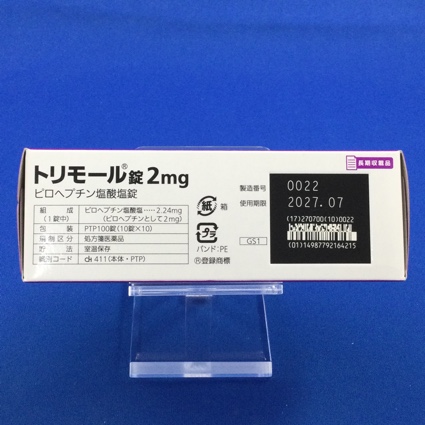 長期収載品
トリモール®錠2mg
ピロヘプチン塩酸塩錠
組成 ピロヘプチン塩酸塩……2.24mg
(1錠中) (ピロヘプチンとして2mg)
包装 PTP100錠(10錠×10)
規制区分 処方箋医薬品
貯法 室温保存
識別コード ch 411(本体・PTP)
紙 箱
プラ
バンド:PE
®登録商標
製造番号 0022
使用期限 2027.07
GS1
(17)270700(10)0022
(01)14987792164215